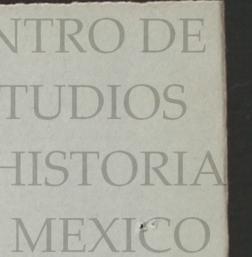 NTRO DE
TUDIOS
HISTORIA
MEXICO